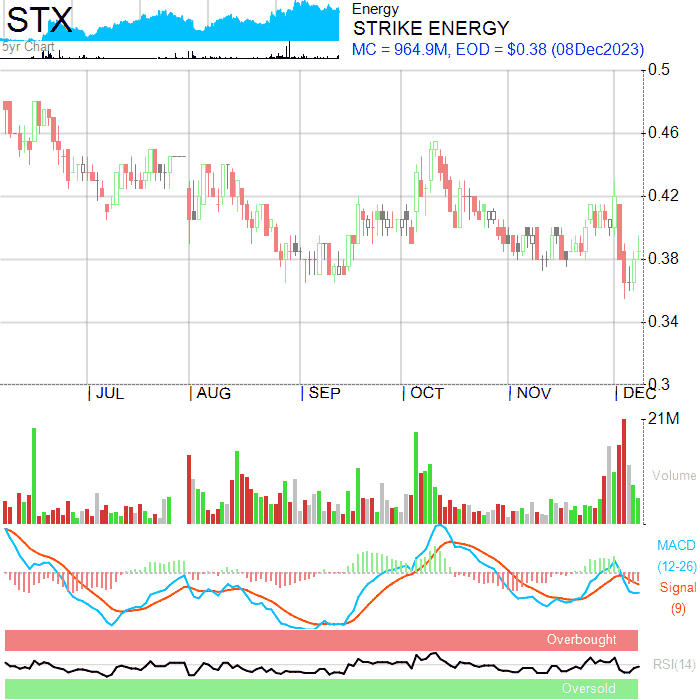 STX
5yr Chart
Energy
STRIKE ENERGY
MC = 964.9M, EOD = $0.38 (08Dec2023)
0.5
0.46
0.42
0.38
0.34
0.3
JUL AUG SEP OCT NOV DEC
21M
Volume
MACD
(12-26)
Signal
(9)
Overbought
RSI(14)
Oversold